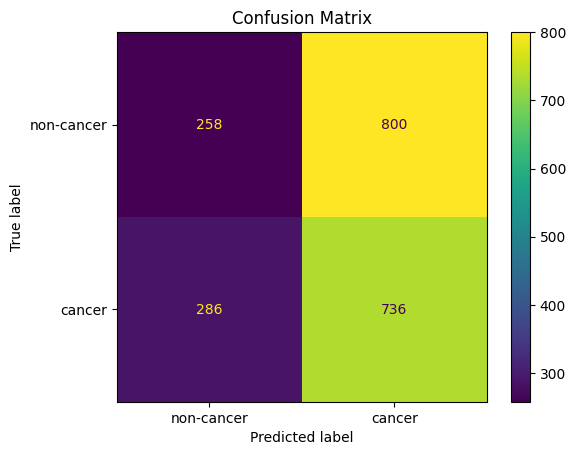 Confusion Matrix
non-cancer
258
800
cancer
286
736
True label
non-cancer
cancer
Predicted label
800
700
600
500
400
300